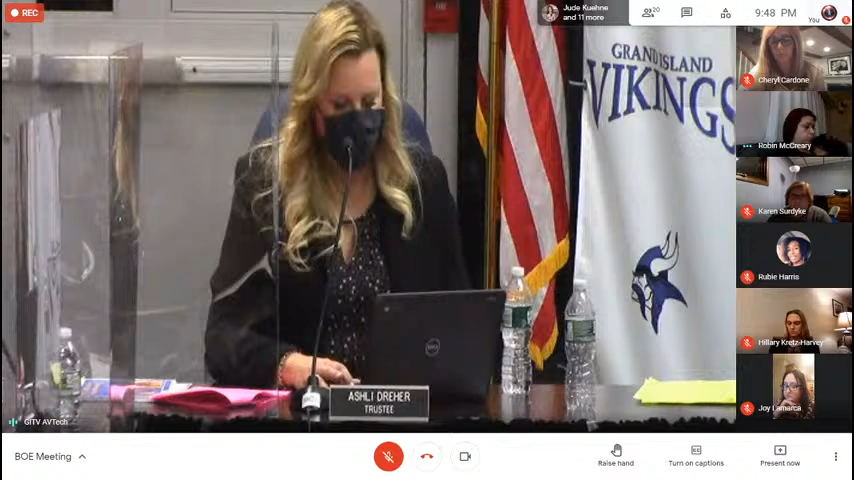 REC
Jude Kuehne
and 11 more
20
9:48 PM
You
GRAND ISLAND
VIKINGS
Cheryl Cardone
Robin McCreary
Karen Surdyke
Rubie Harris
Hillary Kretz-Harvey
Joy Lamarca
DELL
ASHLI DREHER
TRUSTEE
GITV AVTech
BOE Meeting
Raise hand
Turn on captions
Present now